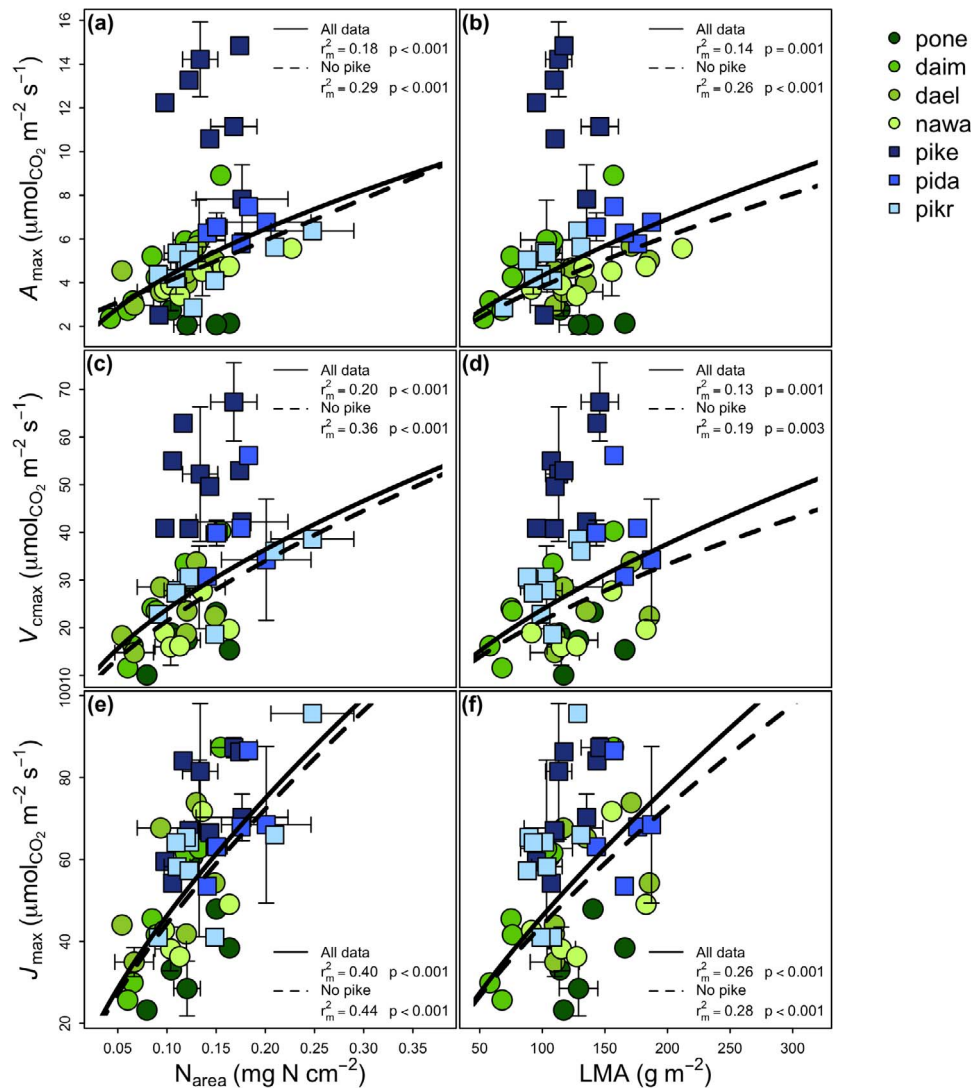 (a)
All data
r²m = 0.18 p < 0.001
No pike
r²m = 0.29 p < 0.001
(b)
All data
r²m = 0.14 p = 0.001
No pike
r²m = 0.26 p < 0.001
pone
daim
dael
nawa
pike
pida
pikr
Amax (μmolCO2 m−2 s−1)
16
14
12
10
8
6
4
2
(c)
All data
r²m = 0.20 p < 0.001
No pike
r²m = 0.36 p < 0.001
(d)
All data
r²m = 0.13 p = 0.001
No pike
r²m = 0.19 p = 0.003
Vcmax (μmolCO2 m−2 s−1)
70
60
50
40
30
20
10
(e)
All data
r²m = 0.40 p < 0.001
No pike
r²m = 0.44 p < 0.001
(f)
All data
r²m = 0.26 p < 0.001
No pike
r²m = 0.28 p < 0.001
Jmax (μmolCO2 m−2 s−1)
100
80
60
40
20
0.05 0.10 0.15 0.20 0.25 0.30 0.35
50 100 150 200 250 300
Narea (mg N cm−2)
LMA (g m−2)